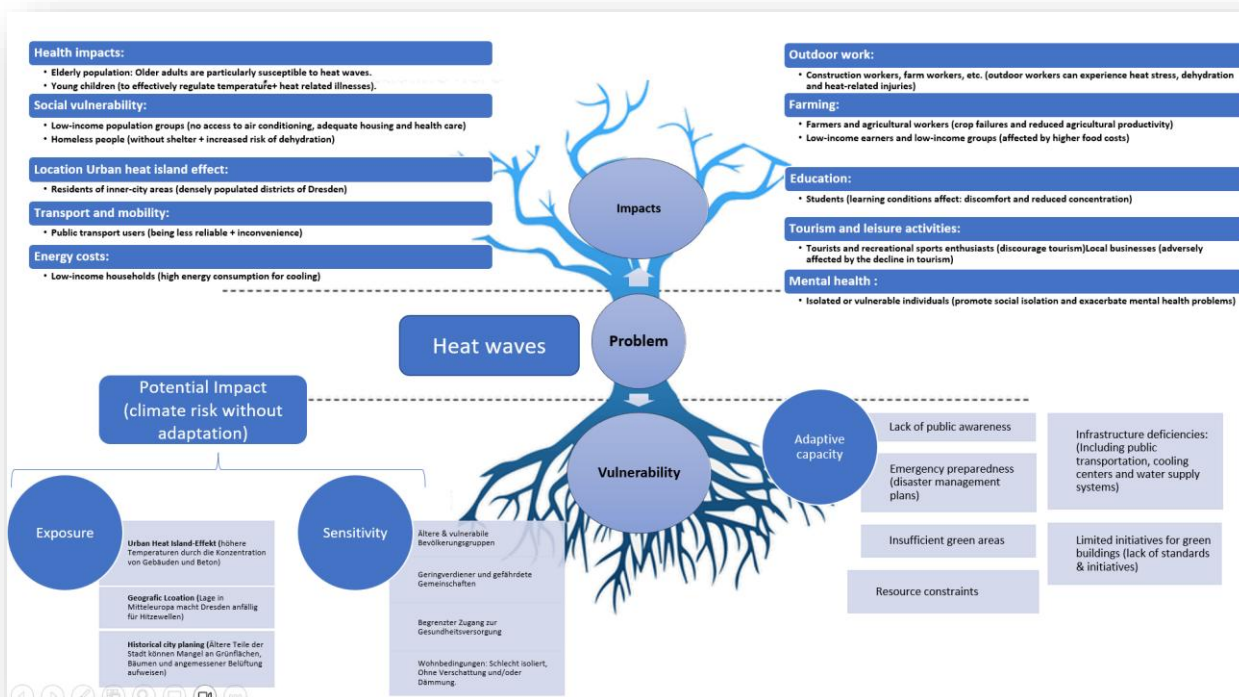 Health impacts:
• Elderly population: Older adults are particularly susceptible to heat waves.
• Young children (to effectively regulate temperature+ heat related illnesses).
Social vulnerability:
• Low-income population groups (no access to air conditioning, adequate housing and health care)
• Homeless people (without shelter + increased risk of dehydration)
Location Urban heat island effect:
• Residents of inner-city areas (densely populated districts of Dresden)
Transport and mobility:
• Public transport users (being less reliable + inconvenience)
Energy costs:
• Low-income households (high energy consumption for cooling)
Outdoor work:
• Construction workers, farm workers, etc. (outdoor workers can experience heat stress, dehydration
and heat-related injuries)
Farming:
• Farmers and agricultural workers (crop failures and reduced agricultural productivity)
• Low-income earners and low-income groups (affected by higher food costs)
Education:
• Students (learning conditions affect: discomfort and reduced concentration)
Tourism and leisure activities:
• Tourists and recreational sports enthusiasts (discourage tourism)Local businesses (adversely
affected by the decline in tourism)
Mental health :
• Isolated or vulnerable individuals (promote social isolation and exacerbate mental health problems)
Impacts
Heat waves
Problem
Vulnerability
Potential Impact
(climate risk without
adaptation)
Exposure
Urban Heat Island-Effekt (höhere
Temperaturen durch die Konzentration
von Gebäuden und Beton)
Geografic Lcoation (Lage in
Mitteleuropa macht Dresden anfällig
für Hitzewellen)
Historical city planing (Ältere Teile der
Stadt können Mangel an Grünflächen,
Bäumen und angemessener Belüftung
aufweisen)
Sensitivity
Ältere & vulnerabile
Bevölkerungsgruppen
Geringverdiener und gefährdete
Gemeinschaften
Begrenzter Zugang zur
Gesundheitsversorgung
Wohnbedingungen: Schlecht isoliert,
Ohne Verschattung und/oder
Dämmung.
Adaptive
capacity
Lack of public awareness
Emergency preparedness
(disaster management
plans)
Insufficient green areas
Resource constraints
Infrastructure deficiencies:
(Including public
transportation, cooling
centers and water supply
systems)
Limited initiatives for green
buildings (lack of standards
& initiatives)